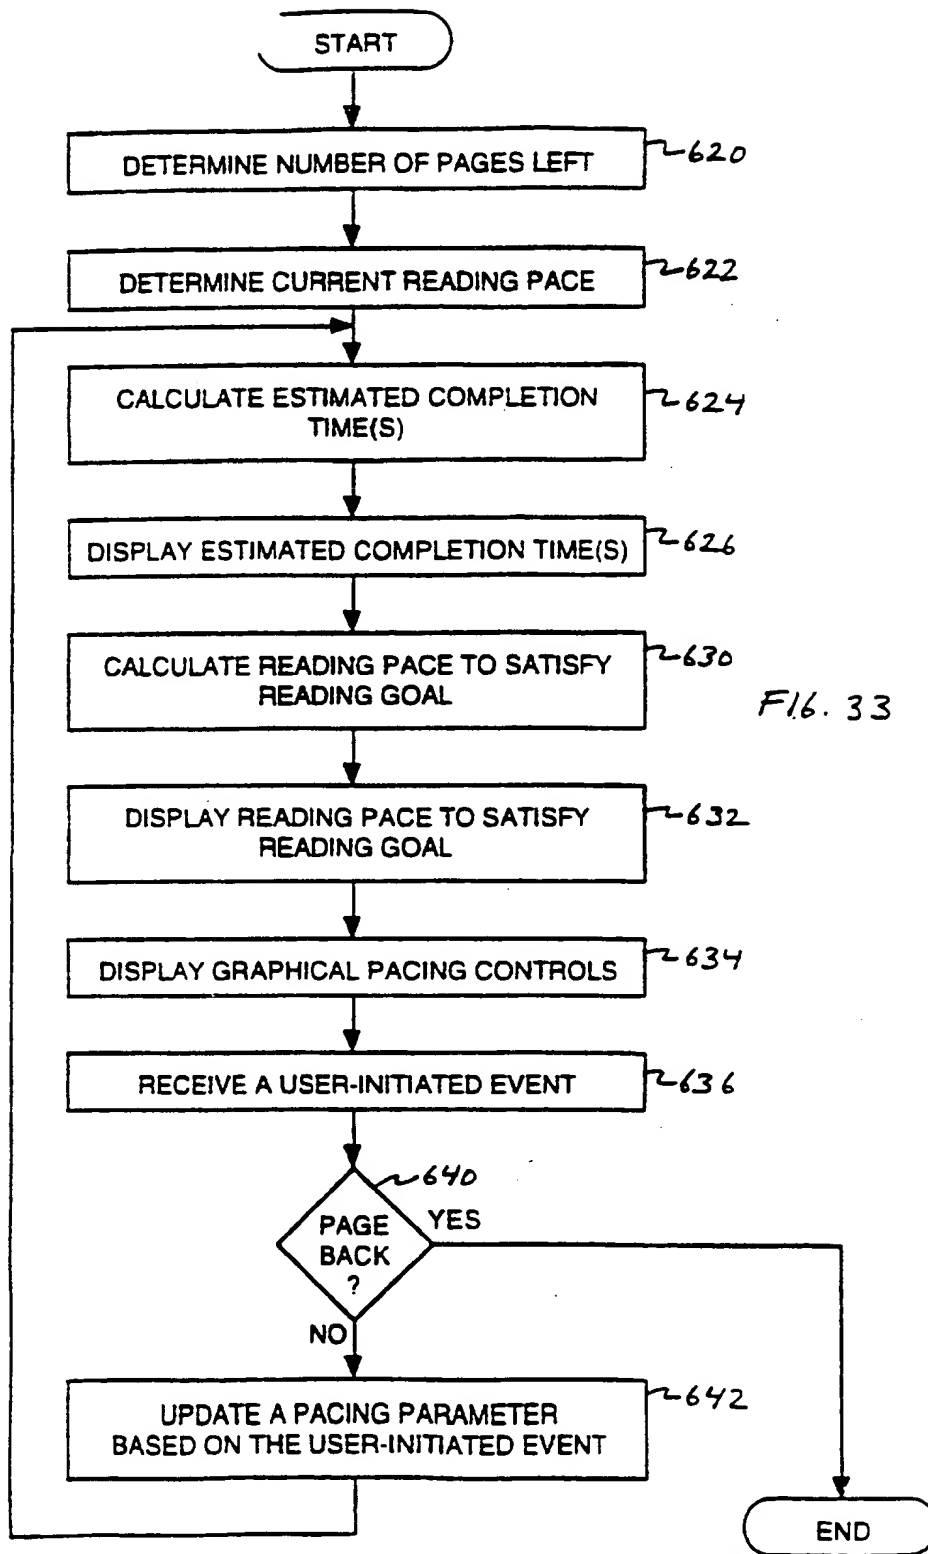 START
DETERMINE NUMBER OF PAGES LEFT
620
DETERMINE CURRENT READING PACE
622
CALCULATE ESTIMATED COMPLETION
TIME(S)
624
DISPLAY ESTIMATED COMPLETION TIME(S)
626
CALCULATE READING PACE TO SATISFY
READING GOAL
630
FIG. 33
DISPLAY READING PACE TO SATISFY
READING GOAL
632
DISPLAY GRAPHICAL PACING CONTROLS
634
RECEIVE A USER-INITIATED EVENT
636
640
PAGE
BACK
?
YES
NO
UPDATE A PACING PARAMETER
BASED ON THE USER-INITIATED EVENT
642
END